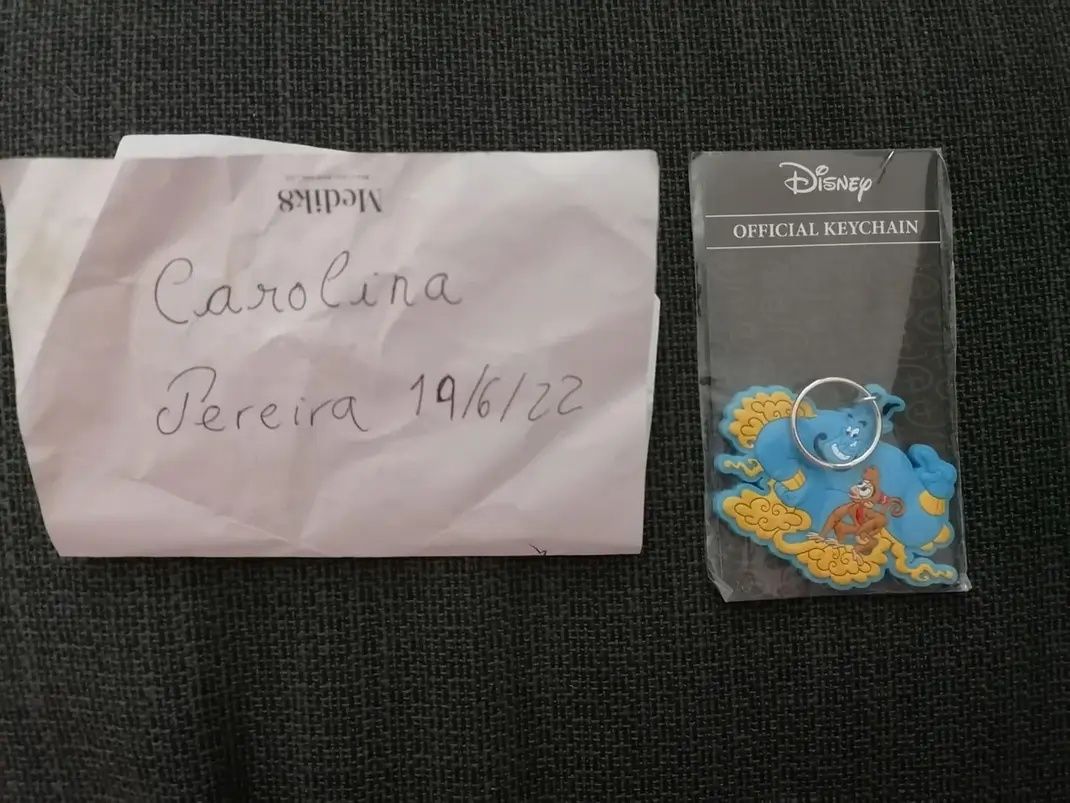 Medik8
Carolina
Pereira 19/6/22
Disney
OFFICIAL KEYCHAIN